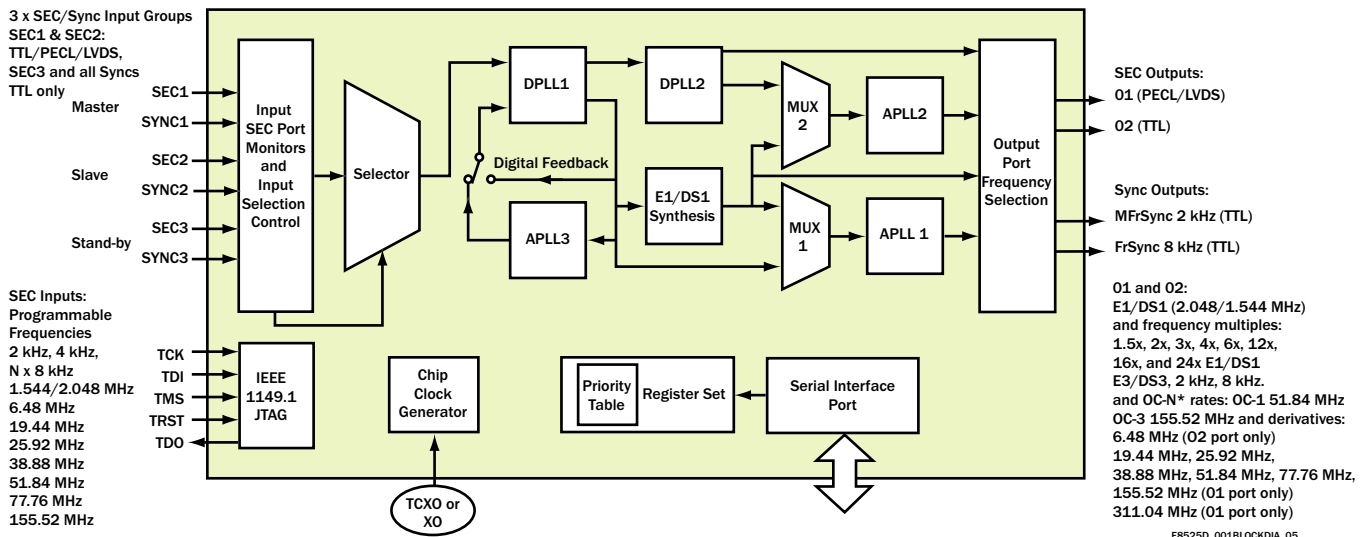 3 x SEC/Sync Input Groups
SEC1 & SEC2:
TTL/PECL/LVDS,
SEC3 and all Syncs
TTL only
Master
Slave
Stand-by
SEC1
SYNC1
SEC2
SYNC2
SEC3
SYNC3
Input
SEC Port
Monitors
and
Input
Selection
Control
Selector
DPLL1
DPLL2
Digital Feedback
APLL3
E1/DS1
Synthesis
MUX
2
MUX
1
APLL2
APLL 1
Output
Port
Frequency
Selection
SEC Outputs:
01 (PECL/LVDS)
02 (TTL)
Sync Outputs:
MFrSync 2 kHz (TTL)
FrSync 8 kHz (TTL)
SEC Inputs:
Programmable
Frequencies
2 kHz, 4 kHz,
N x 8 kHz
1.544/2.048 MHz
6.48 MHz
19.44 MHz
25.92 MHz
38.88 MHz
51.84 MHz
77.76 MHz
155.52 MHz
TCK
TDI
TMS
TRST
TDO
IEEE
1149.1
JTAG
Chip
Clock
Generator
TCXO or
XO
Priority
Table
Register Set
Serial Interface
Port
01 and 02:
E1/DS1 (2.048/1.544 MHz)
and frequency multiples:
1.5x, 2x, 3x, 4x, 6x, 12x,
16x, and 24x E1/DS1
E3/DS3, 2 kHz, 8 kHz.
and OC-N* rates: OC-1 51.84 MHz
OC-3 155.52 MHz and derivatives:
6.48 MHz (O2 port only)
19.44 MHz, 25.92 MHz,
38.88 MHz, 51.84 MHz, 77.76 MHz,
155.52 MHz (01 port only)
311.04 MHz (01 port only)
F8525D_001BLOCKDIA_05